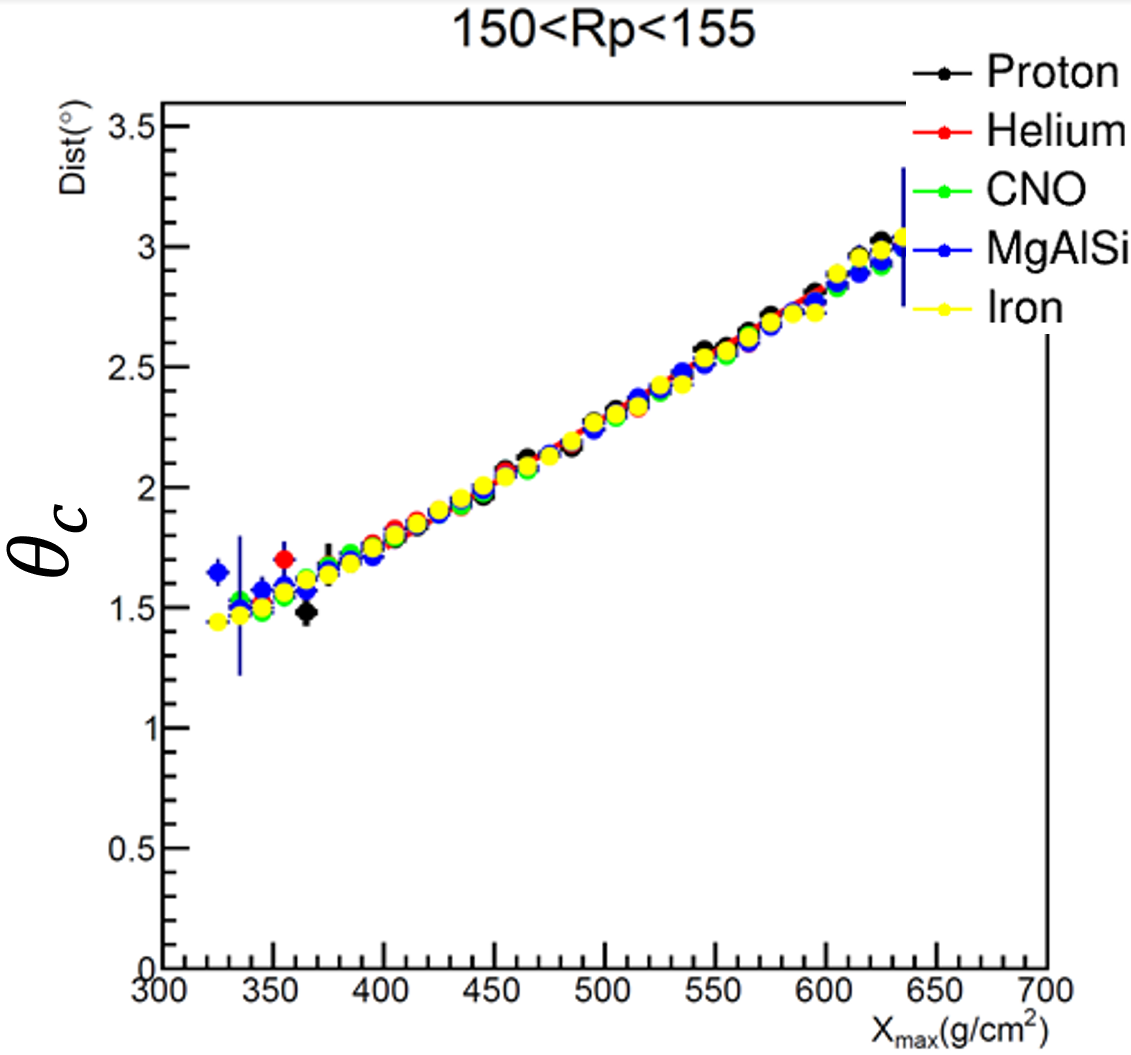 150<Rp<155
Proton
Helium
CNO
MgAlSi
Iron
Dist(°)
θc
3.5
3
2.5
2
1.5
1
0.5
0
300 350 400 450 500 550 600 650 700
Xmax(g/cm²)